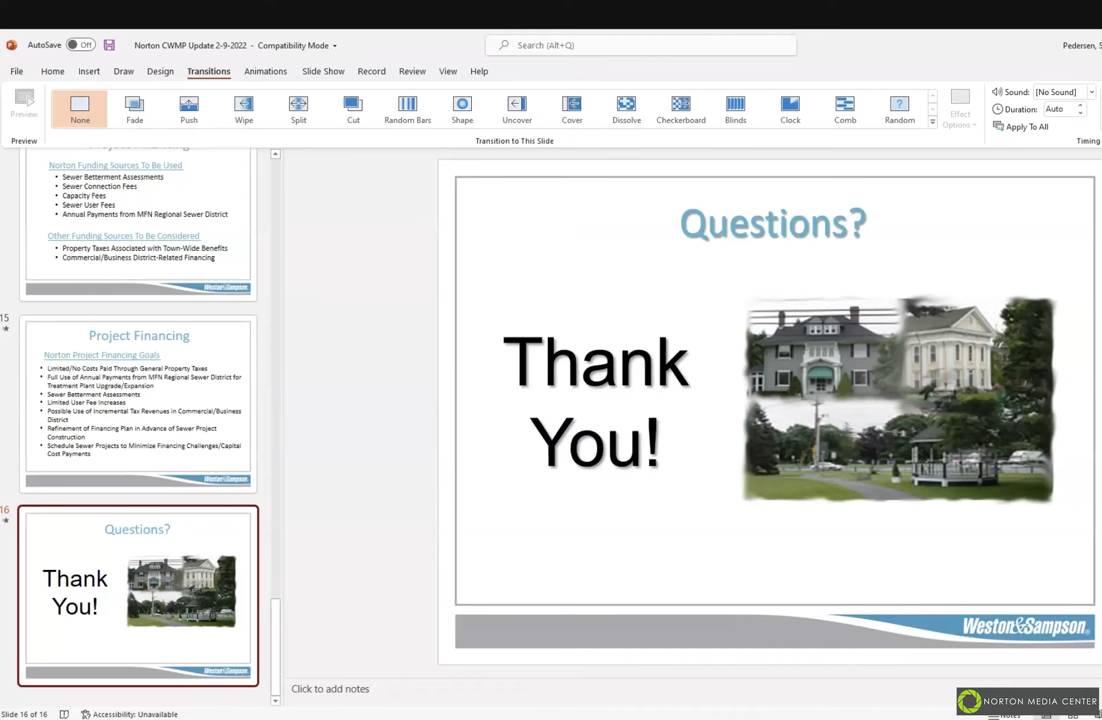 AutoSave Off Norton CWMP Update 2-9-2022 - Compatibility Mode Search (Alt+Q) Pedersen, S
File Home Insert Draw Design Transitions Animations Slide Show Record Review View Help
Preview None Fade Push Wipe Split Cut Random Bars Shape Uncover Cover Dissolve Checkerboard Blinds Clock Comb Random Effect Options
Sound: [No Sound]
Duration: Auto
Apply To All
Preview Transition to This Slide Timing
Project Financing
Norton Funding Sources To Be Used
• Sewer Betterment Assessments
• Sewer Connection Fees
• Capacity Fees
• Sewer User Fees
• Annual Payments from MFN Regional Sewer District
Other Funding Sources To Be Considered
• Property Taxes Associated with Town-Wide Benefits
• Commercial/Business District-Related Financing
Weston&Sampson
15
Project Financing
Norton Project Financing Goals
• Limited/No Costs Paid Through General Property Taxes
• Full Use of Annual Payments from MFN Regional Sewer District for
Treatment Plant Upgrade/Expansion
• Sewer Betterment Assessments
• Limited User Fee Increases
• Possible Use of Incremental Tax Revenues in Commercial/Business
District
• Refinement of Financing Plan in Advance of Sewer Project
Construction
• Schedule Sewer Projects to Minimize Financing Challenges/Capital
Cost Payments
Weston&Sampson
16
Questions?
Thank
You!
Weston&Sampson
Questions?
Thank
You!
Weston&Sampson®
Click to add notes
NORTON MEDIA CENTER
Slide 16 of 16 Accessibility: Unavailable Notes